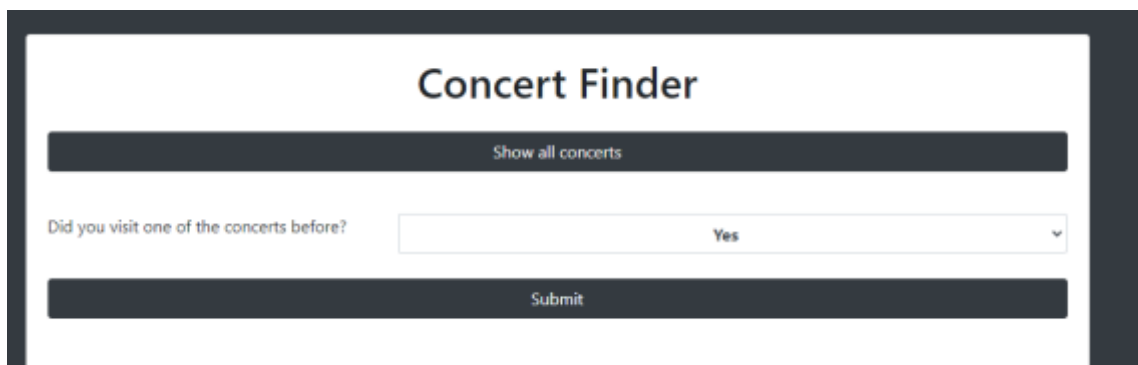 Concert Finder
Show all concerts
Did you visit one of the concerts before?
Yes
Submit